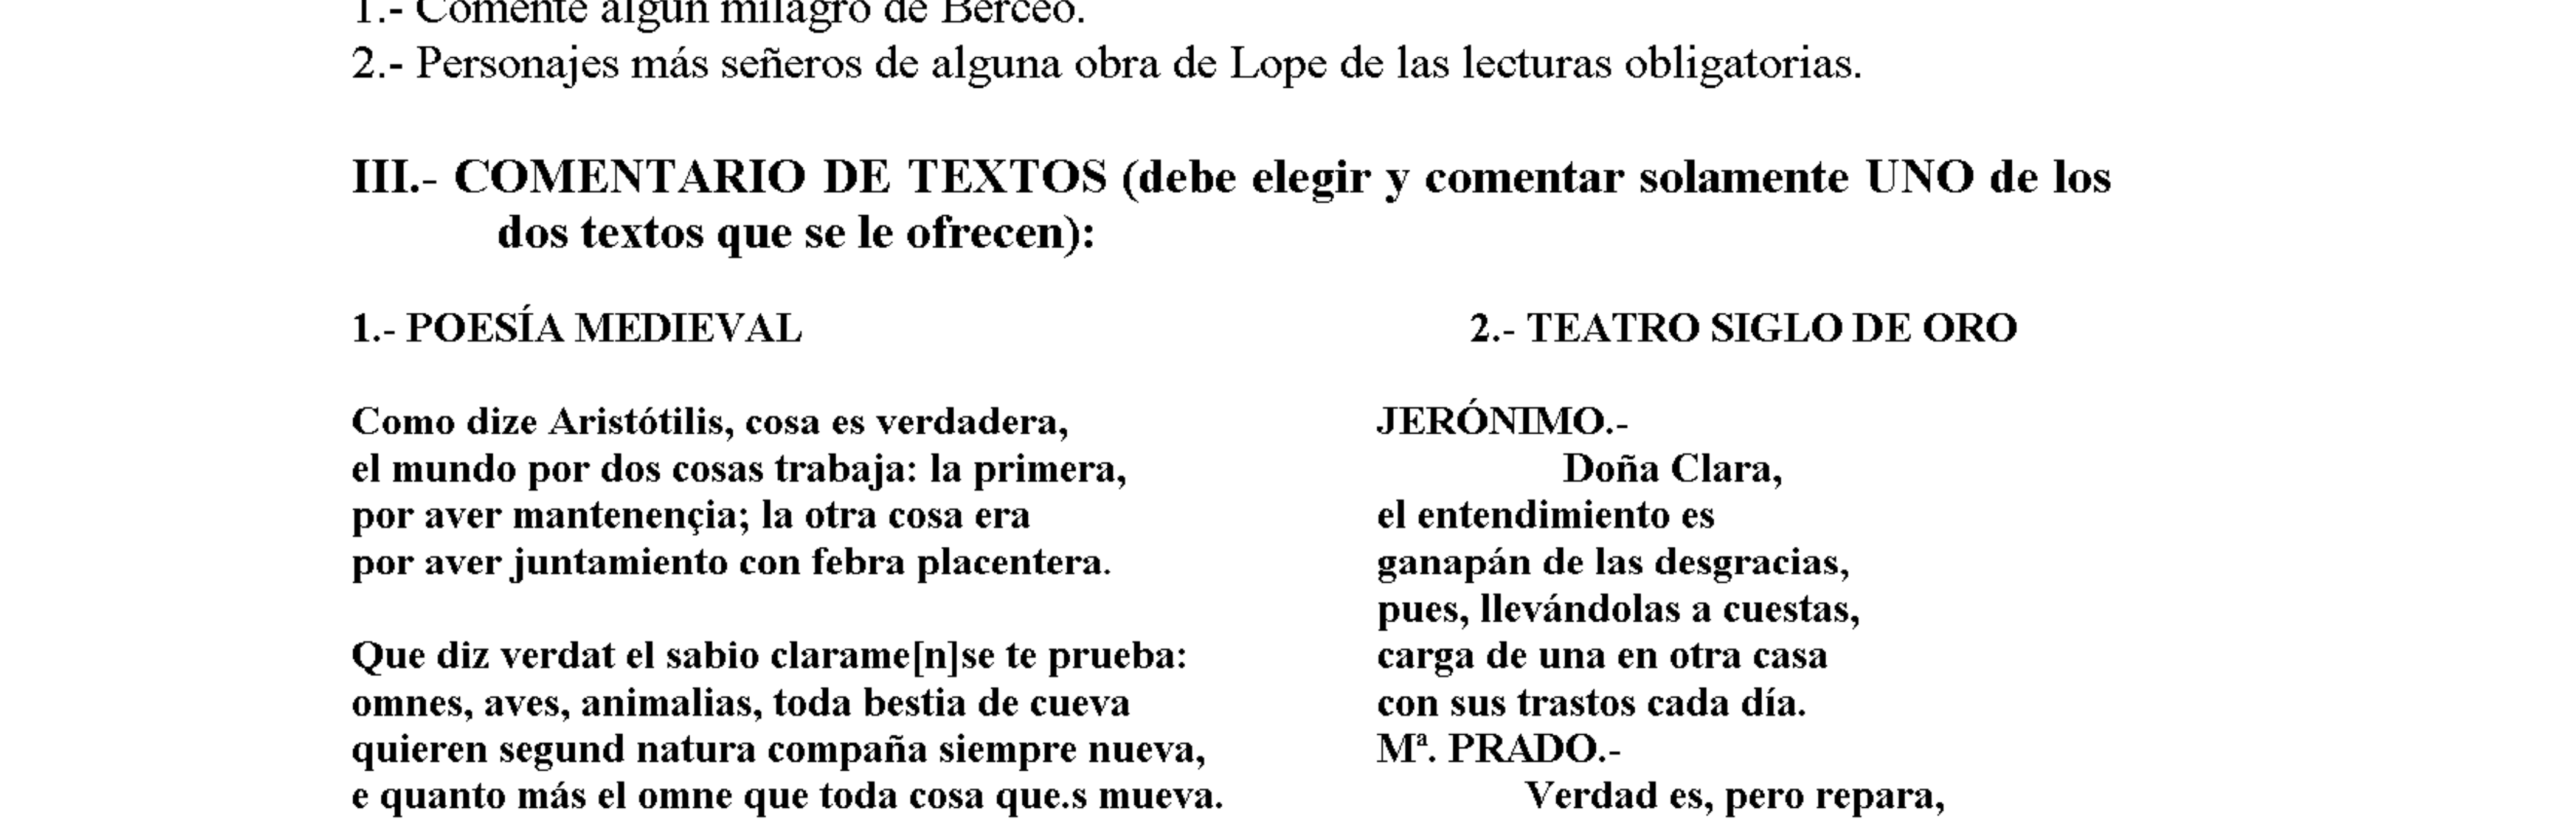 1.- Comente algún milagro de Berceo.
2.- Personajes más señeros de alguna obra de Lope de las lecturas obligatorias.
III.- COMENTARIO DE TEXTOS (debe elegir y comentar solamente UNO de los
dos textos que se le ofrecen):
1.- POESÍA MEDIEVAL
Como dize Aristótilis, cosa es verdadera,
el mundo por dos cosas trabaja: la primera,
por aver mantenençia; la otra cosa era
por aver juntamiento con febra placentera.
Que diz verdat el sabio clarame[n]se te prueba:
omnes, aves, animalias, toda bestia de cueva
quieren segund natura compaña siempre nueva,
e quanto más el omne que toda cosa que.s mueva.
2.- TEATRO SIGLO DE ORO
JERÓNIMO.-
Doña Clara,
el entendimiento es
ganapán de las desgracias,
pues, llevándolas a cuestas,
carga de una en otra casa
con sus trastos cada día.
Mª. PRADO.-
Verdad es, pero repara,